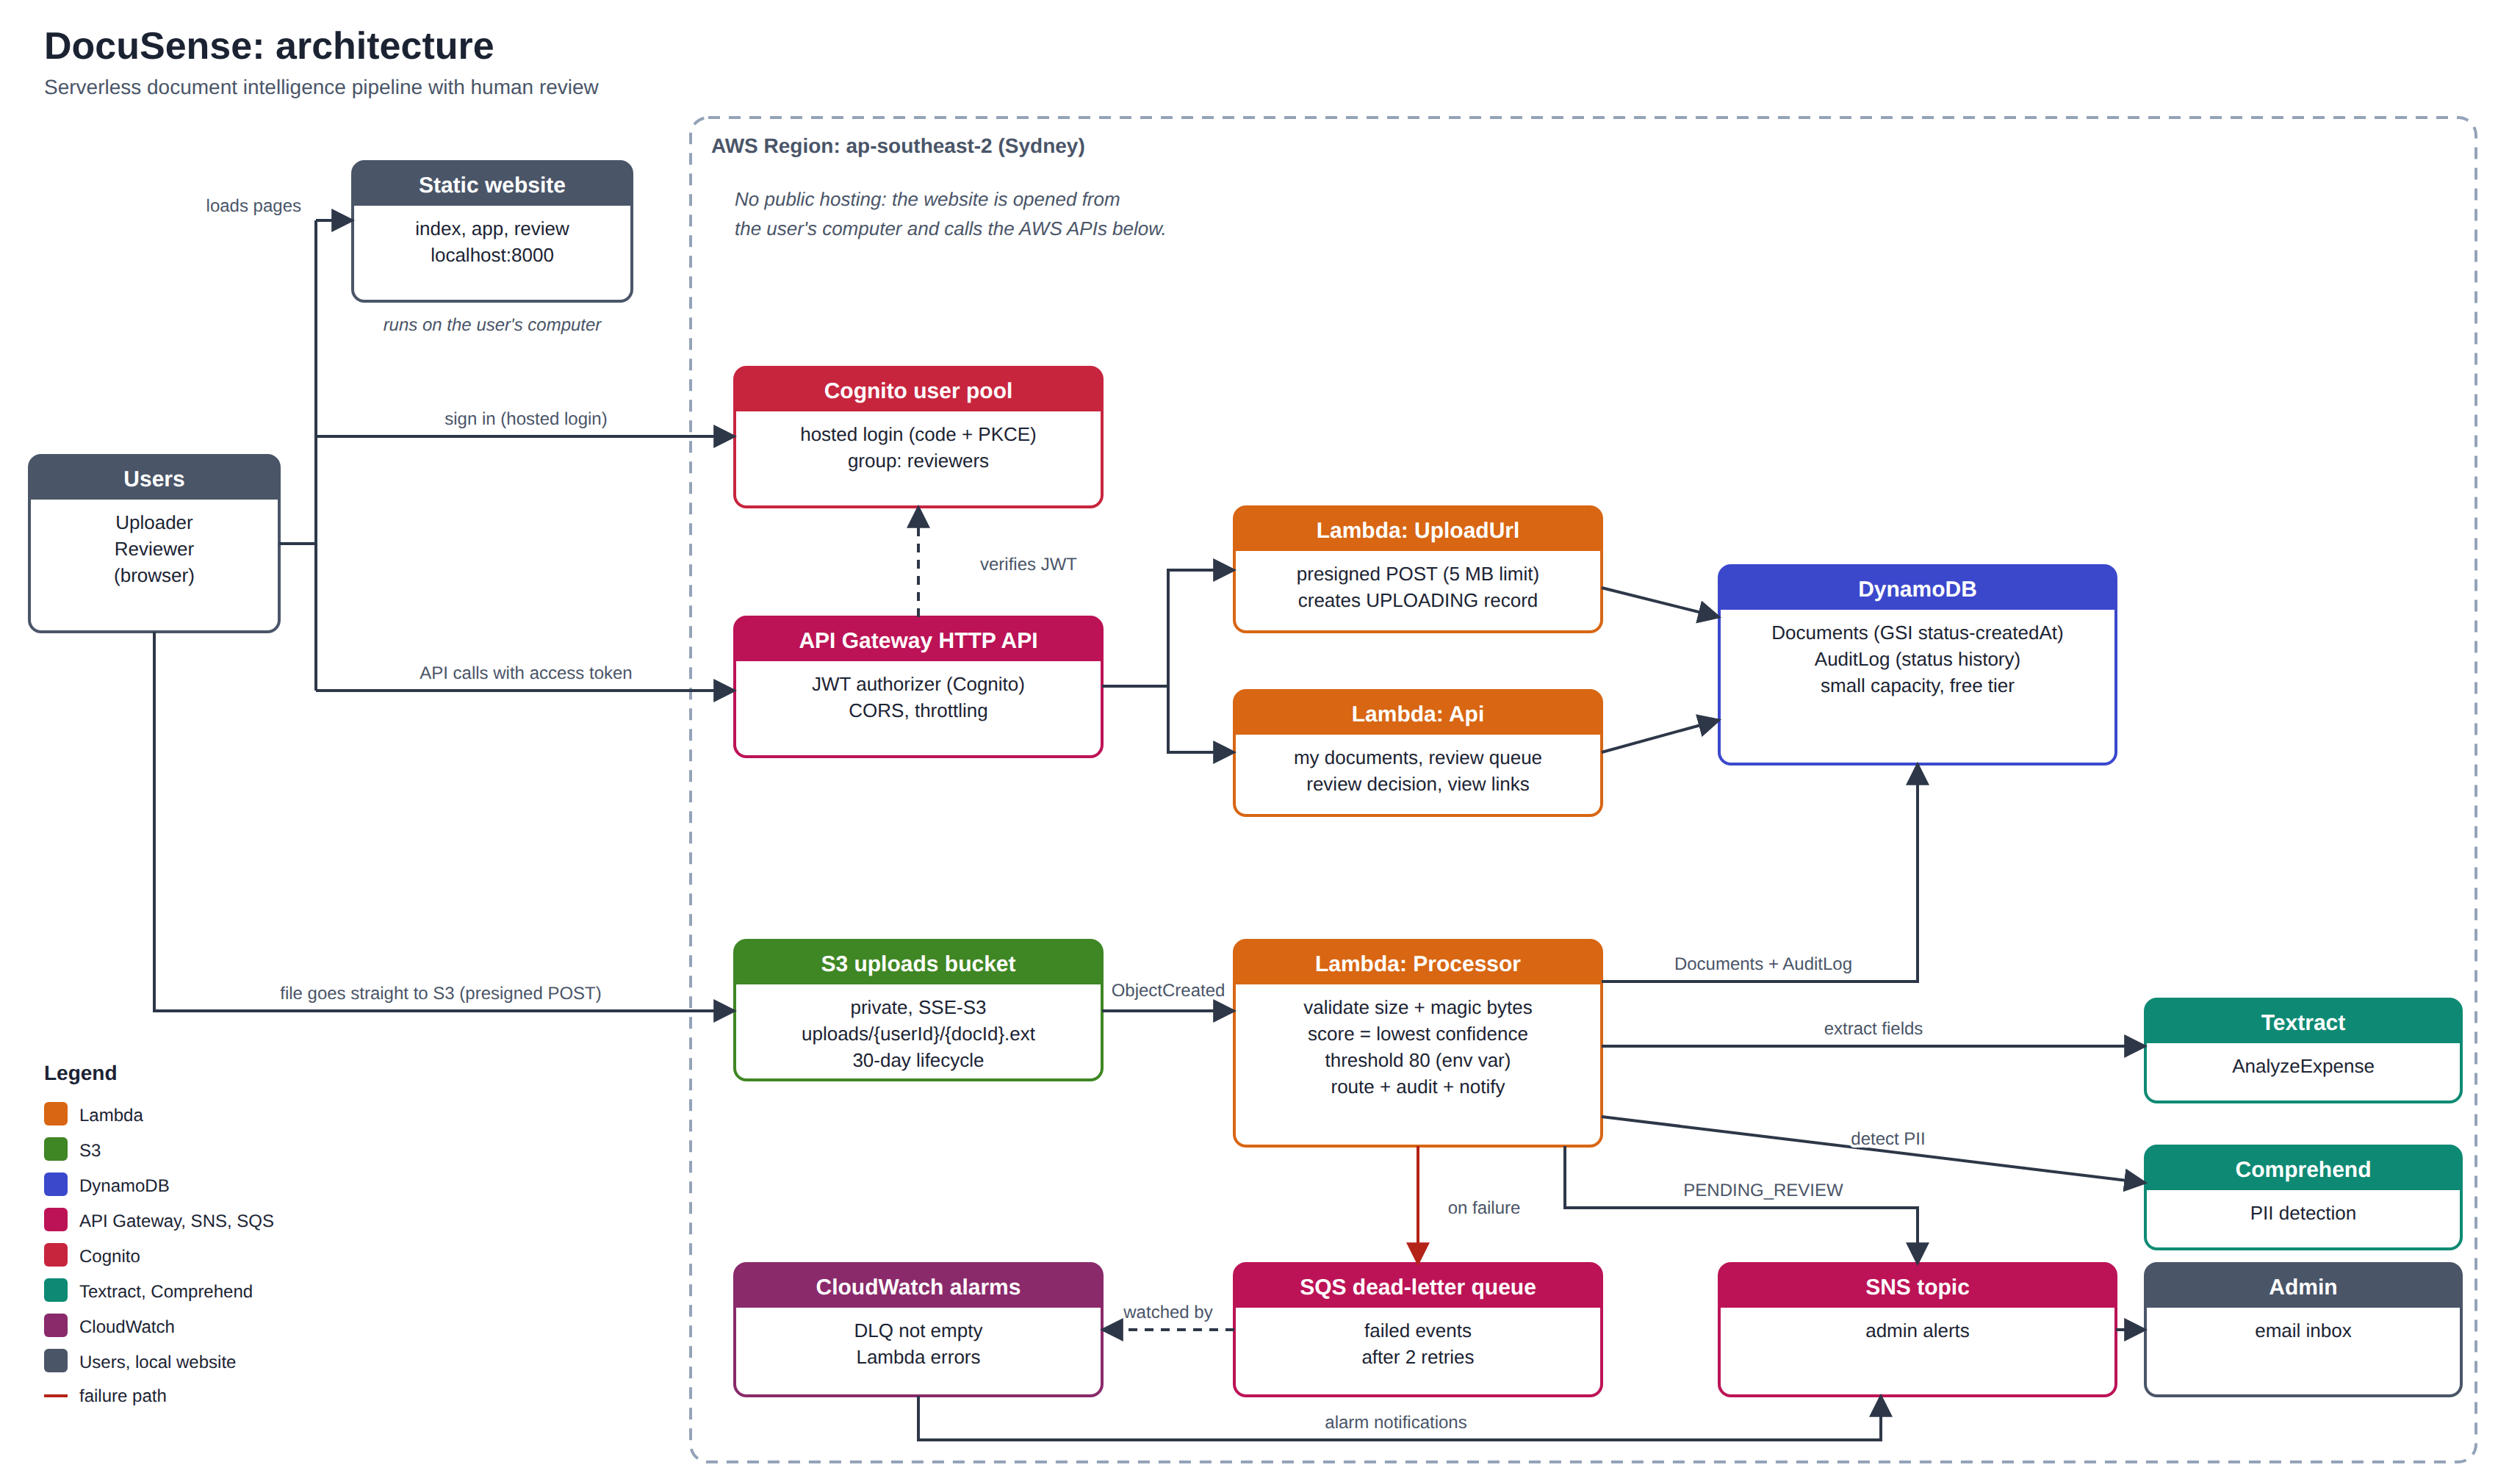 DocuSense: architecture
Serverless document intelligence pipeline with human review
AWS Region: ap-southeast-2 (Sydney)
No public hosting: the website is opened from
the user's computer and calls the AWS APIs below.
loads pages
Static website
index, app, review
localhost:8000
runs on the user's computer
sign in (hosted login)
Cognito user pool
hosted login (code + PKCE)
group: reviewers
Users
Uploader
Reviewer
(browser)
verifies JWT
API calls with access token
API Gateway HTTP API
JWT authorizer (Cognito)
CORS, throttling
Lambda: UploadUrl
presigned POST (5 MB limit)
creates UPLOADING record
Lambda: Api
my documents, review queue
review decision, view links
DynamoDB
Documents (GSI status-createdAt)
AuditLog (status history)
small capacity, free tier
file goes straight to S3 (presigned POST)
S3 uploads bucket
private, SSE-S3
uploads/{userId}/{docId}.ext
30-day lifecycle
ObjectCreated
Lambda: Processor
validate size + magic bytes
score = lowest confidence
threshold 80 (env var)
route + audit + notify
Documents + AuditLog
extract fields
Textract
AnalyzeExpense
detect PII
Comprehend
PII detection
on failure
PENDING_REVIEW
CloudWatch alarms
DLQ not empty
Lambda errors
watched by
SQS dead-letter queue
failed events
after 2 retries
SNS topic
admin alerts
Admin
email inbox
alarm notifications
Legend
Lambda
S3
DynamoDB
API Gateway, SNS, SQS
Cognito
Textract, Comprehend
CloudWatch
Users, local website
failure path